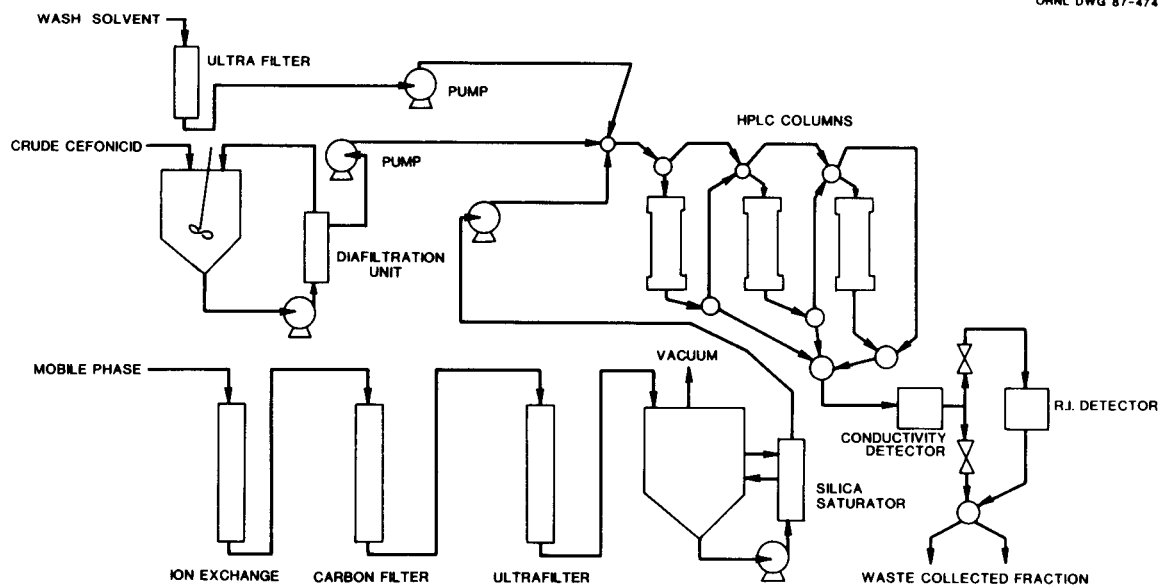 ORNL DWG 87-474
WASH SOLVENT
ULTRA FILTER
PUMP
HPLC COLUMNS
CRUDE CEFONICID
PUMP
DIAFILTRATION
UNIT
MOBILE PHASE
VACUUM
R.I. DETECTOR
CONDUCTIVITY
DETECTOR
SILICA
SATURATOR
ION EXCHANGE
CARBON FILTER
ULTRAFILTER
WASTE COLLECTED FRACTION